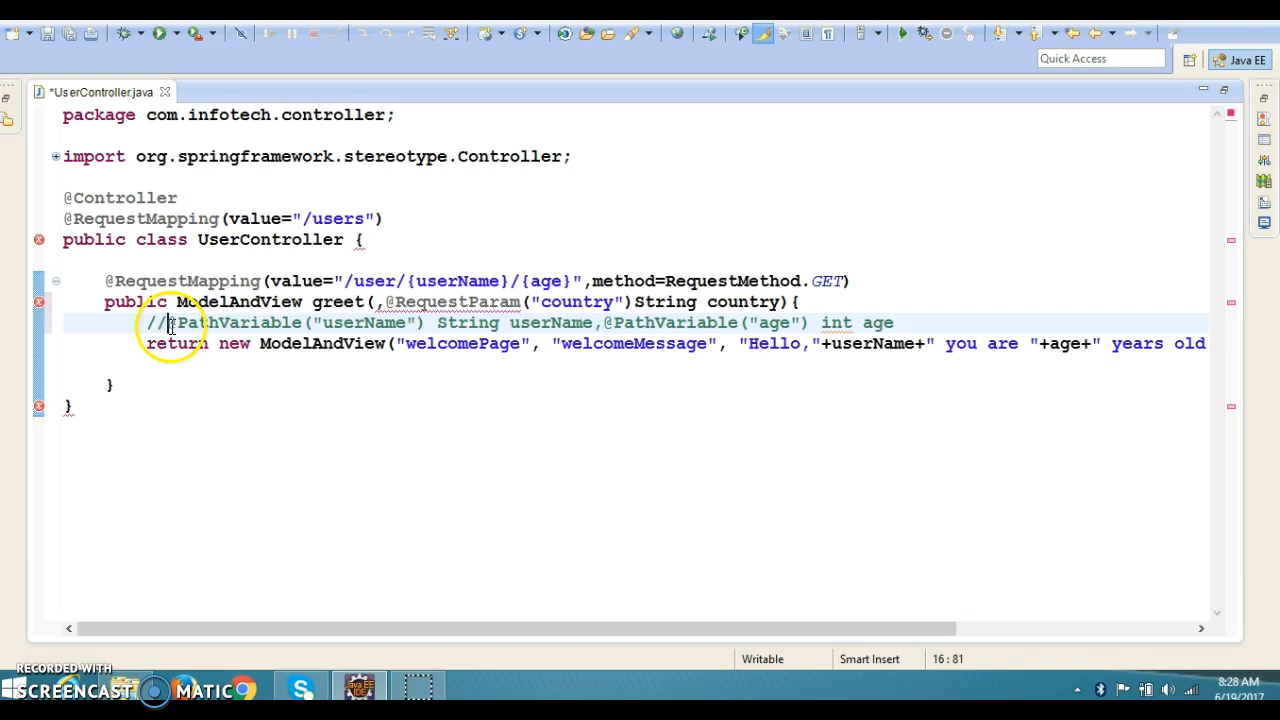 Quick Access
Java EE
*UserController.java
package com.infotech.controller;
import org.springframework.stereotype.Controller;
@Controller
@RequestMapping(value="/users")
public class UserController {
@RequestMapping(value="/user/{userName}/{age}",method=RequestMethod.GET)
public ModelAndView greet(,@RequestParam("country")String country){
//@PathVariable("userName") String userName,@PathVariable("age") int age
return new ModelAndView("welcomePage", "welcomeMessage", "Hello,"+userName+" you are "+age+" years old
}
}
Writable
Smart Insert
16 : 81
RECORDED WITH
SCREENCAST MATIC
Java EE IDE
8:28 AM
6/19/2017